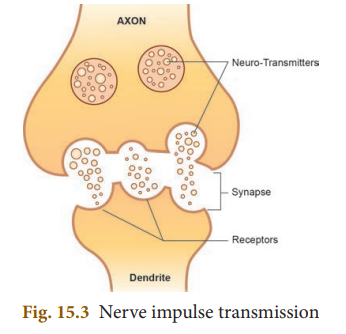 AXON
Neuro-Transmitters
Synapse
Receptors
Dendrite
Fig. 15.3 Nerve impulse transmission